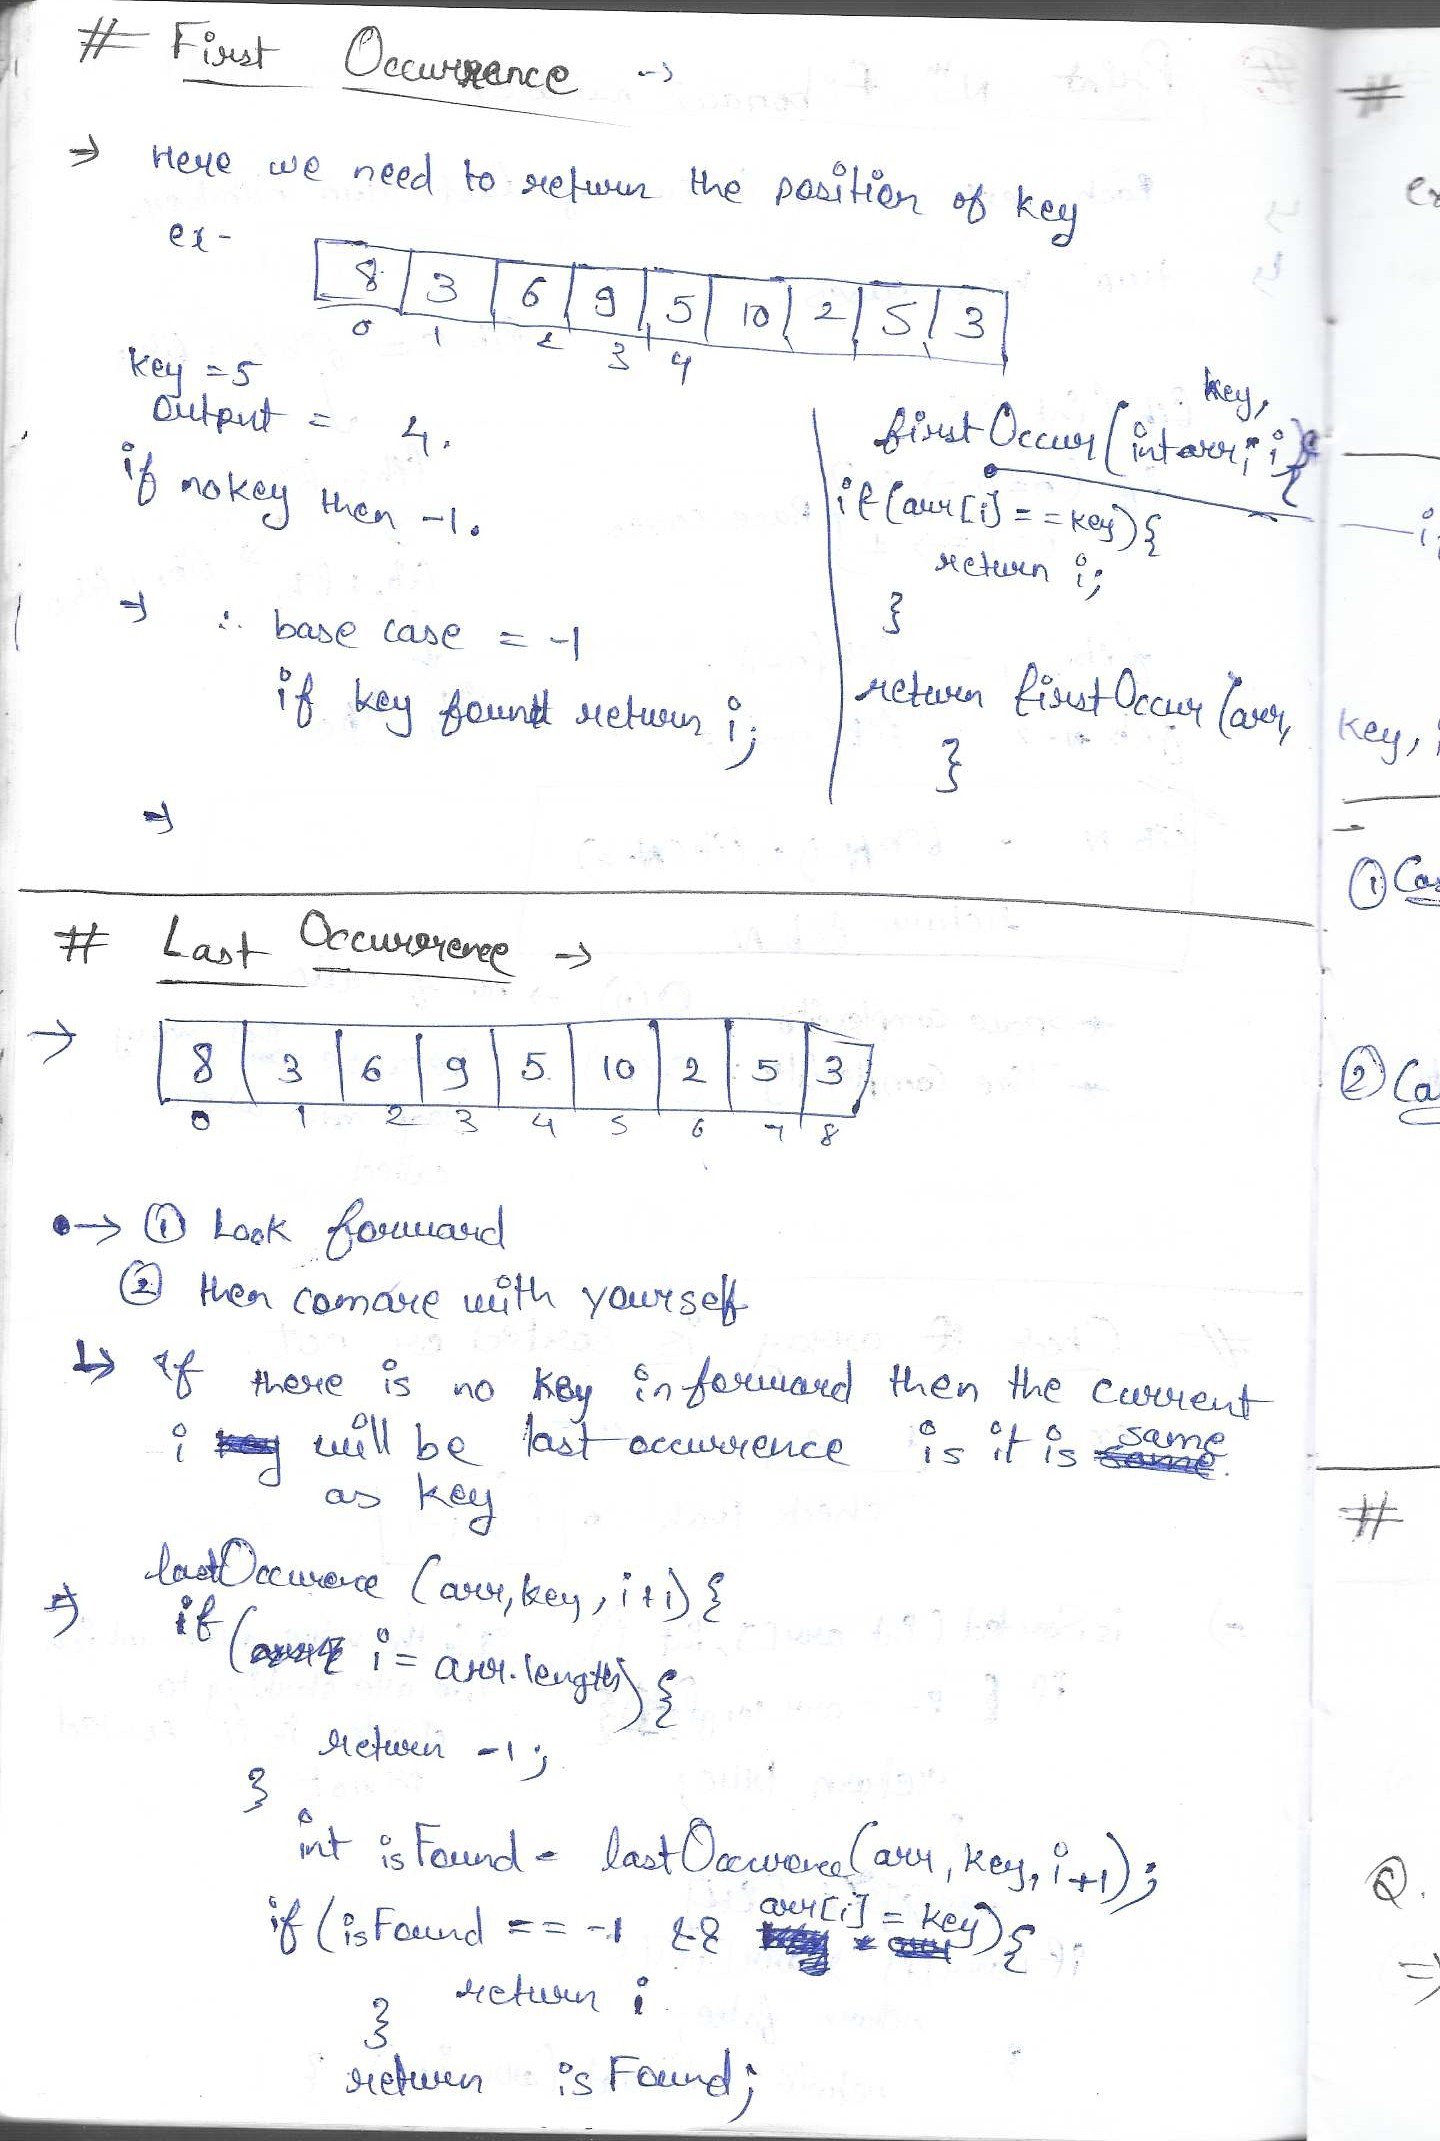 # First Occurrence ->
=> Here we need to return the position of key
ex-
8 3 6 9 5 10 2 5 3
0 1 2 3 4
key = 5
Output = 4.
if no key then -1.
=> ∴ base case = -1
if key found return i;
=>
key,
firstOccur(int arr, i){
if(arr[i] == key){
return i;
}
return firstOccur(arr,
}
# Last Occurrence ->
->
8 3 6 9 5 10 2 5 3
0 1 2 3 4 5 6 7 8
-> ① Look forward
② then comare with yourself
↳ If there is no key in forward then the current
i will be last occurrence is it is same
as key
=> lastOccurence (arr, key, i+1) {
if ( i = arr.length) {
return -1;
}
int isFound = lastOccurence(arr, key, i+1);
if (isFound == -1 && arr[i] = key) {
return i
}
return isFound;
#
key,
①
②
#
Q.
=>